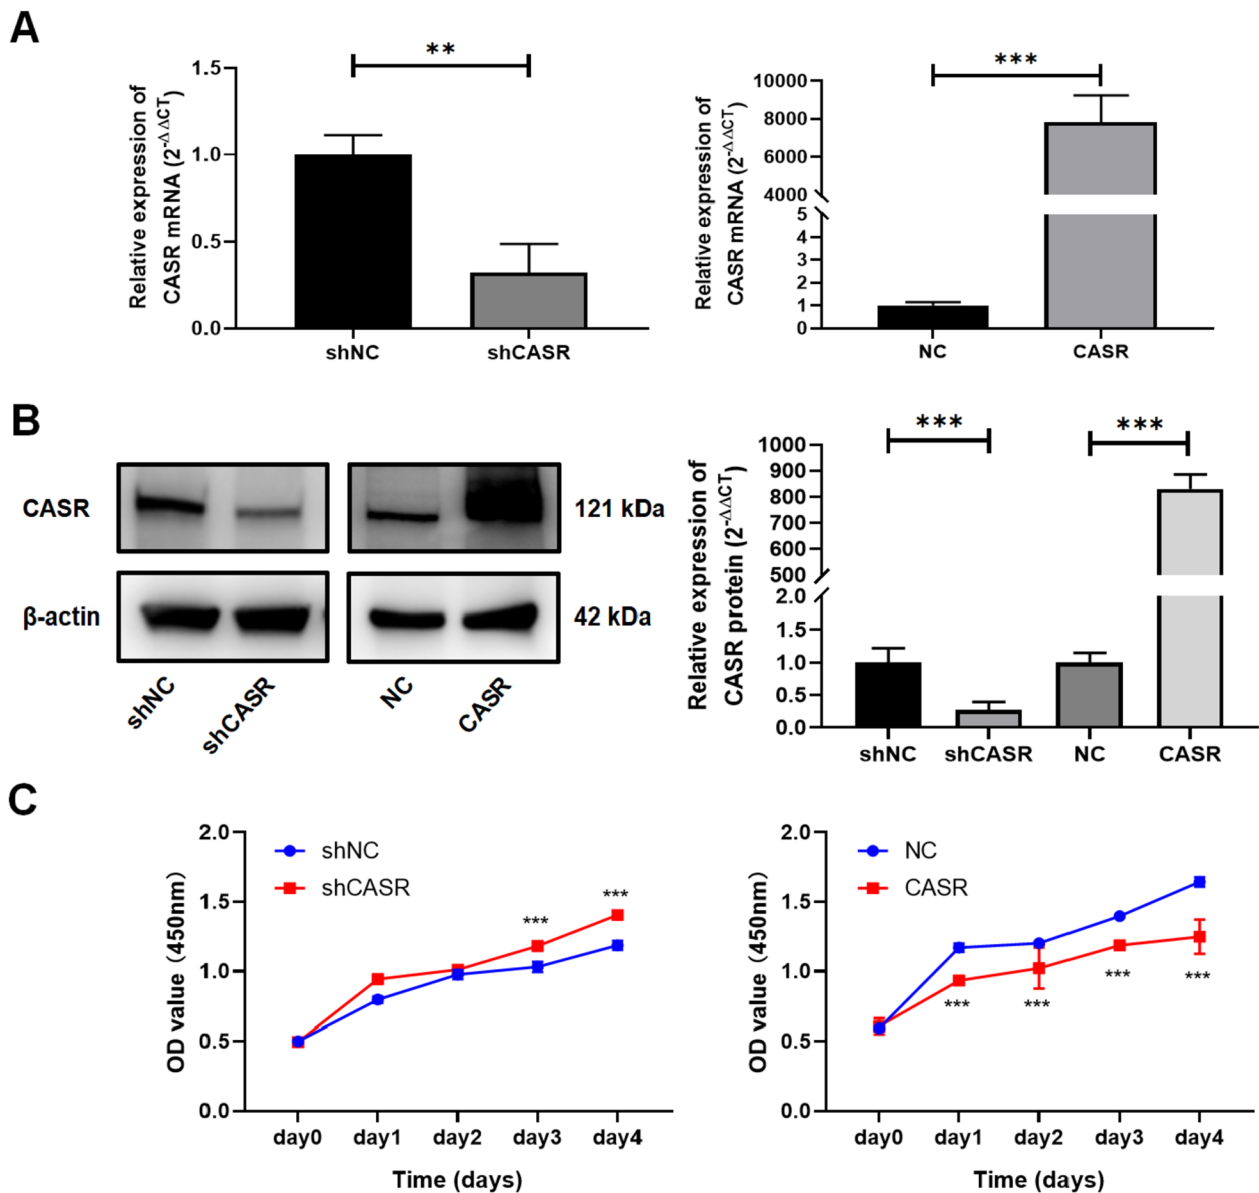 A
Relative expression of
CASR mRNA (2-ΔΔCT)
1.5
1.0
0.5
0.0
**
shNC
shCASR
Relative expression of
CASR mRNA (2-ΔΔCT)
10000
8000
6000
4000
5
4
3
2
1
0
***
NC
CASR
B
CASR
121 kDa
β-actin
42 kDa
shNC
shCASR
NC
CASR
Relative expression of
CASR protein (2-ΔΔCT)
1000
900
800
700
600
500
2.0
1.5
1.0
0.5
0.0
***
***
shNC
shCASR
NC
CASR
C
OD value (450nm)
2.0
1.5
1.0
0.5
0.0
shNC
shCASR
***
***
day0
day1
day2
day3
day4
Time (days)
OD value (450nm)
2.0
1.5
1.0
0.5
0.0
NC
CASR
***
***
***
***
day0
day1
day2
day3
day4
Time (days)